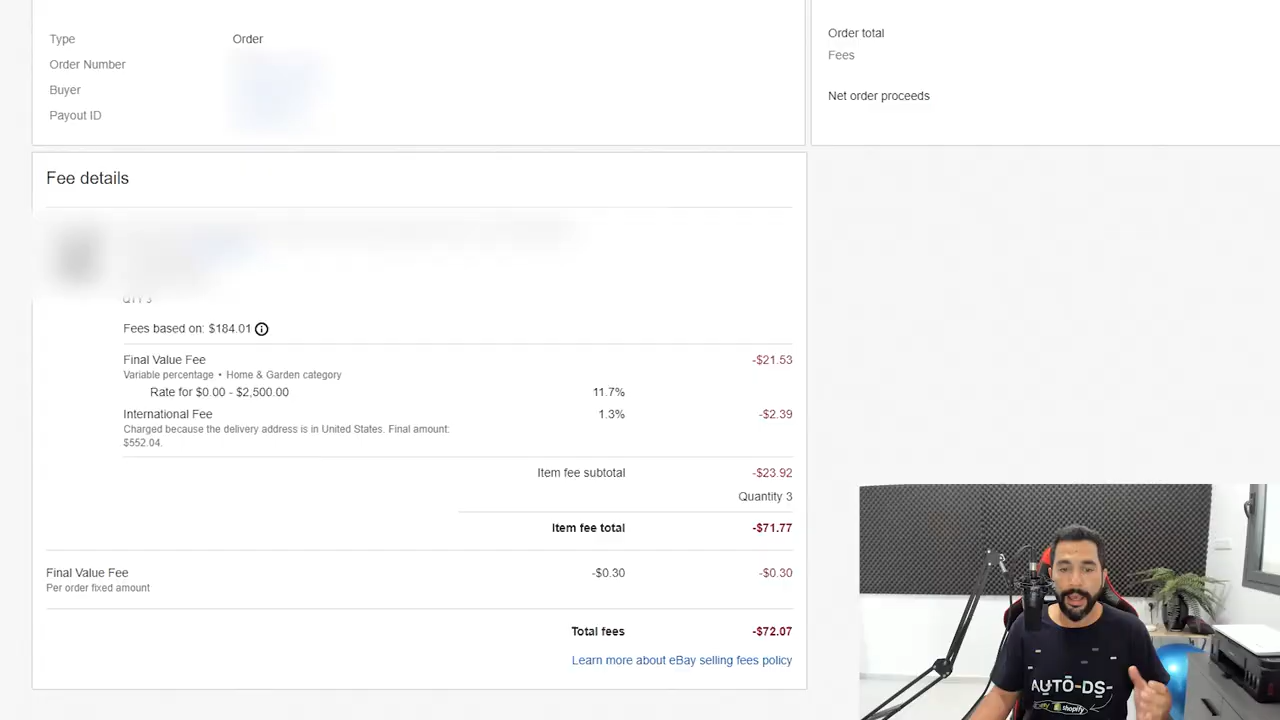 Type Order
Order Number
Buyer
Payout ID
Order total
Fees
Net order proceeds
Fee details
QTY 3
Fees based on: $184.01
Final Value Fee -$21.53
Variable percentage • Home & Garden category
Rate for $0.00 - $2,500.00 11.7%
International Fee 1.3% -$2.39
Charged because the delivery address is in United States. Final amount:
$552.04.
Item fee subtotal -$23.92
Quantity 3
Item fee total -$71.77
Final Value Fee -$0.30 -$0.30
Per order fixed amount
Total fees -$72.07
Learn more about eBay selling fees policy
AUTO-DS
shopify